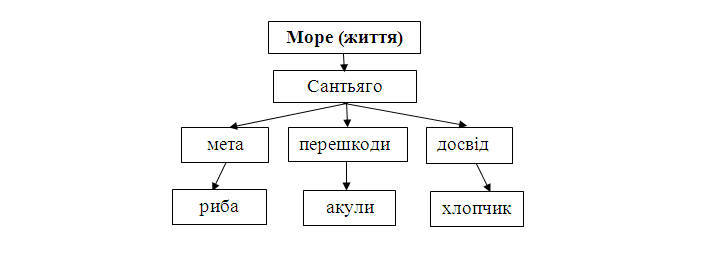 Море (життя)
Сантьяго
мета
перешкоди
досвід
риба
акули
хлопчик